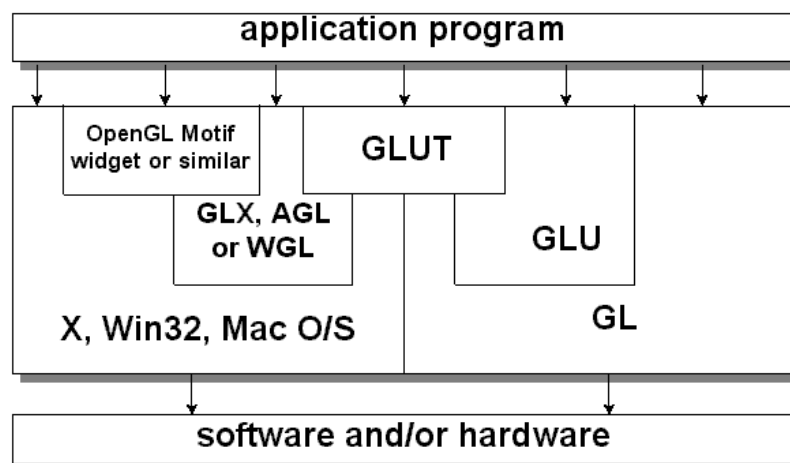 application program
OpenGL Motif
widget or similar
GLUT
GLX, AGL
or WGL
GLU
X, Win32, Mac O/S
GL
software and/or hardware